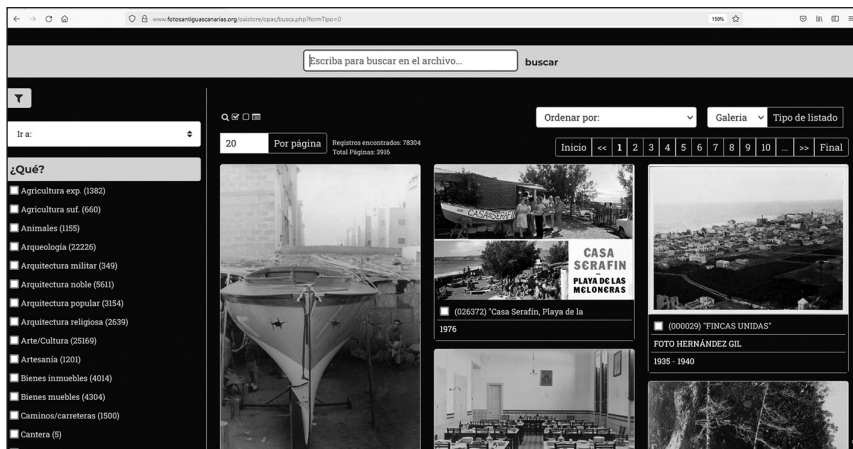 www.fotosantiguascanarias.org/oaistore/opac/busca.php?formTipo=0
150%
Escriba para buscar en el archivo...
buscar
Ir a:
Ordenar por:
Galeria
Tipo de listado
20
Por página
Registros encontrados: 78304
Total Páginas: 3916
Inicio << 1 2 3 4 5 6 7 8 9 10 ... >> Final
¿Qué?
Agricultura exp. (1382)
Agricultura suf. (660)
Animales (1155)
Arqueología (22226)
Arquitectura militar (349)
Arquitectura noble (5611)
Arquitectura popular (3154)
Arquitectura religiosa (2639)
Arte/Cultura (25169)
Artesanía (1201)
Bienes inmuebles (4014)
Bienes muebles (4304)
Caminos/carreteras (1500)
Cantera (5)
CASA SERAFIN
CASA
SERAFIN
PLAYA DE LAS
MELONERAS
(026372) "Casa Serafín, Playa de la
1976
(000029) "FINCAS UNIDAS"
FOTO HERNÁNDEZ GIL
1935 - 1940